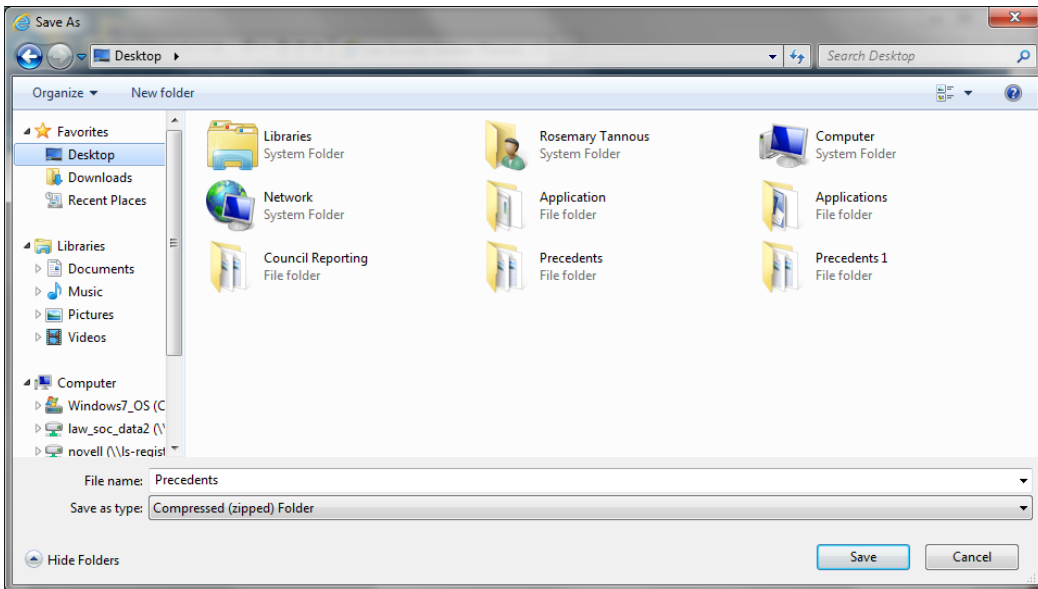 Save As
Desktop
Search Desktop
Organize
New folder
Favorites
Desktop
Downloads
Recent Places
Libraries
Documents
Music
Pictures
Videos
Computer
Windows7_OS (C
law_soc_data2 (\\
novell (\\ls-regist
Libraries
System Folder
Rosemary Tannous
System Folder
Computer
System Folder
Network
System Folder
Application
File folder
Applications
File folder
Council Reporting
File folder
Precedents
File folder
Precedents 1
File folder
File name: Precedents
Save as type: Compressed (zipped) Folder
Hide Folders
Save
Cancel